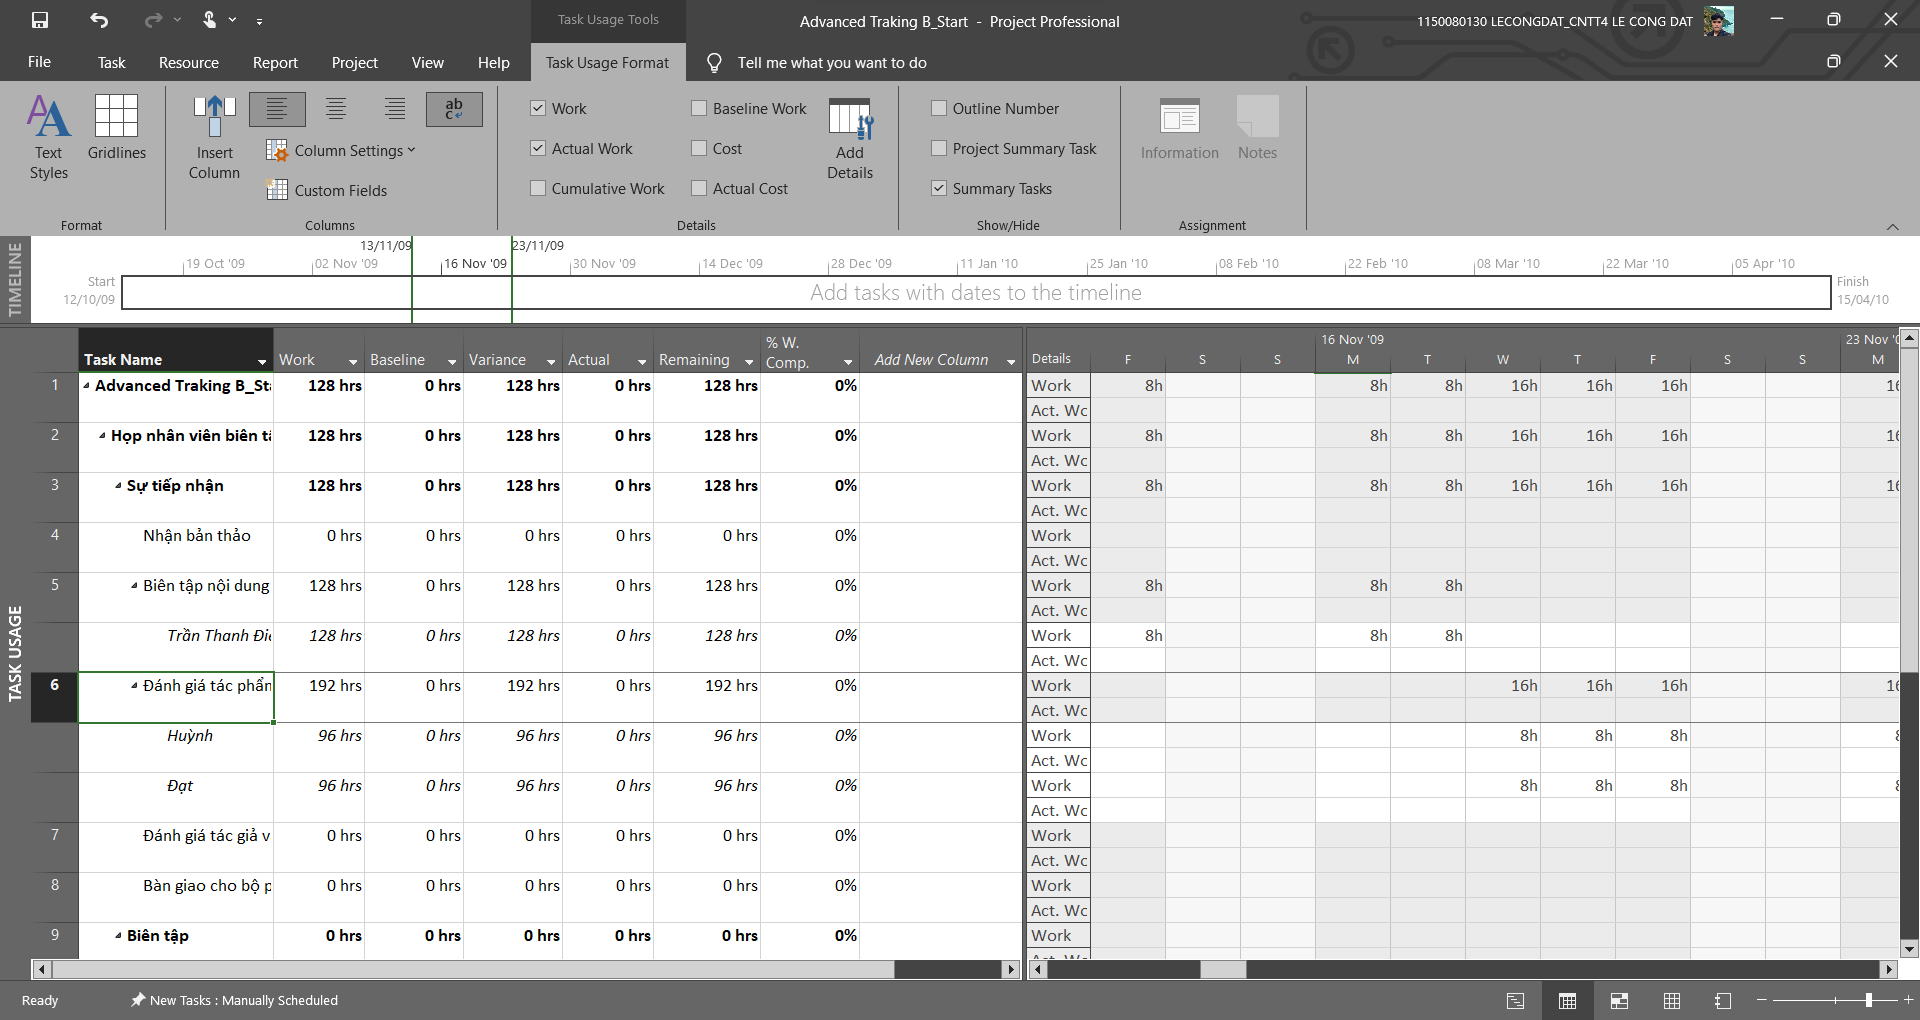 Task Usage Tools
Advanced Traking B_Start - Project Professional
1150080130 LECONGDAT_CNTT4 LE CONG DAT
File Task Resource Report Project View Help Task Usage Format Tell me what you want to do
Text Styles
Gridlines
Format
Insert Column
Column Settings
Custom Fields
Columns
Work
Actual Work
Cumulative Work
Baseline Work
Cost
Actual Cost
Add Details
Details
Outline Number
Project Summary Task
Summary Tasks
Show/Hide
Information
Notes
Assignment
TIMELINE
13/11/09 23/11/09
19 Oct '09 02 Nov '09 16 Nov '09 30 Nov '09 14 Dec '09 28 Dec '09 11 Jan '10 25 Jan '10 08 Feb '10 22 Feb '10 08 Mar '10 22 Mar '10 05 Apr '10
Start
12/10/09
Add tasks with dates to the timeline
Finish
15/04/10
TASK USAGE
Task Name Work Baseline Variance Actual Remaining % W. Comp. Add New Column
Details 16 Nov '09 23 Nov '
F S S M T W T F S S M
1 Advanced Traking B_St 128 hrs 0 hrs 128 hrs 0 hrs 128 hrs 0% Work 8h 8h 8h 16h 16h 16h 16
Act. Wo
2 Họp nhân viên biên t 128 hrs 0 hrs 128 hrs 0 hrs 128 hrs 0% Work 8h 8h 8h 16h 16h 16h 16
Act. Wo
3 Sự tiếp nhận 128 hrs 0 hrs 128 hrs 0 hrs 128 hrs 0% Work 8h 8h 8h 16h 16h 16h 16
Act. Wo
4 Nhận bản thảo 0 hrs 0 hrs 0 hrs 0 hrs 0 hrs 0% Work
Act. Wo
5 Biên tập nội dung 128 hrs 0 hrs 128 hrs 0 hrs 128 hrs 0% Work 8h 8h 8h
Act. Wo
Trần Thanh Đi 128 hrs 0 hrs 128 hrs 0 hrs 128 hrs 0% Work 8h 8h 8h
Act. Wo
6 Đánh giá tác phẩn 192 hrs 0 hrs 192 hrs 0 hrs 192 hrs 0% Work 16h 16h 16h 16
Act. Wo
Huỳnh 96 hrs 0 hrs 96 hrs 0 hrs 96 hrs 0% Work 8h 8h 8h 8
Act. Wo
Đạt 96 hrs 0 hrs 96 hrs 0 hrs 96 hrs 0% Work 8h 8h 8h 8
Act. Wo
7 Đánh giá tác giả v 0 hrs 0 hrs 0 hrs 0 hrs 0 hrs 0% Work
Act. Wo
8 Bàn giao cho bộ p 0 hrs 0 hrs 0 hrs 0 hrs 0 hrs 0% Work
Act. Wo
9 Biên tập 0 hrs 0 hrs 0 hrs 0 hrs 0 hrs 0% Work
Ready New Tasks : Manually Scheduled